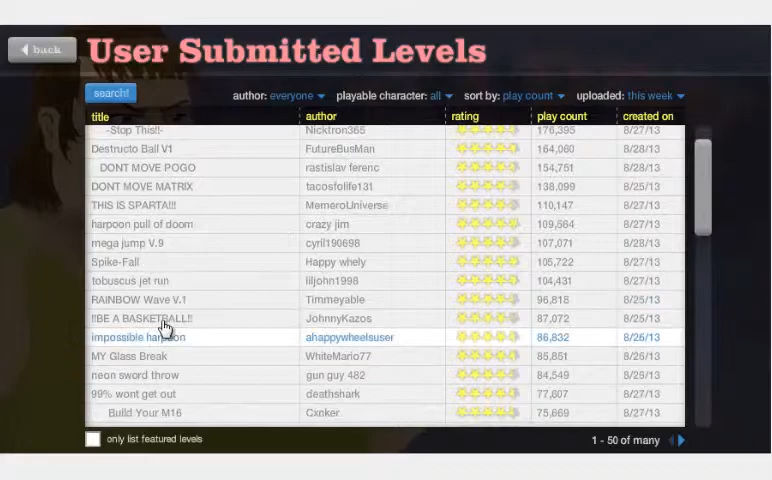 back
User Submitted Levels
search!
author: everyone playable character: all sort by: play count uploaded: this week
title author rating play count created on
-Stop This!!- Nicktron365 176,395 8/27/13
Destructo Ball V1 FutureBusMan 164,060 8/28/13
DONT MOVE POGO rastislav ferenc 154,751 8/28/13
DONT MOVE MATRIX tacosfolife131 138,099 8/25/13
THIS IS SPARTA!!! MemeroUniverse 110,147 8/27/13
harpoon pull of doom crazy jim 109,564 8/27/13
mega jump V.9 cyril190698 107,071 8/28/13
Spike-Fall Happy whely 105,722 8/27/13
tobuscus jet run liljohn1998 104,431 8/27/13
RAINBOW Wave V.1 Timmeyable 96,818 8/25/13
!!BE A BASKETBALL!! JohnnyKazos 87,072 8/26/13
impossible harpoon ahappywheelsuser 86,832 8/26/13
MY Glass Break WhiteMario77 85,851 8/26/13
neon sword throw gun guy 482 84,549 8/29/13
99% wont get out deathshark 77,607 8/27/13
Build Your M16 Cxnker 75,669 8/27/13
only list featured levels 1 - 50 of many